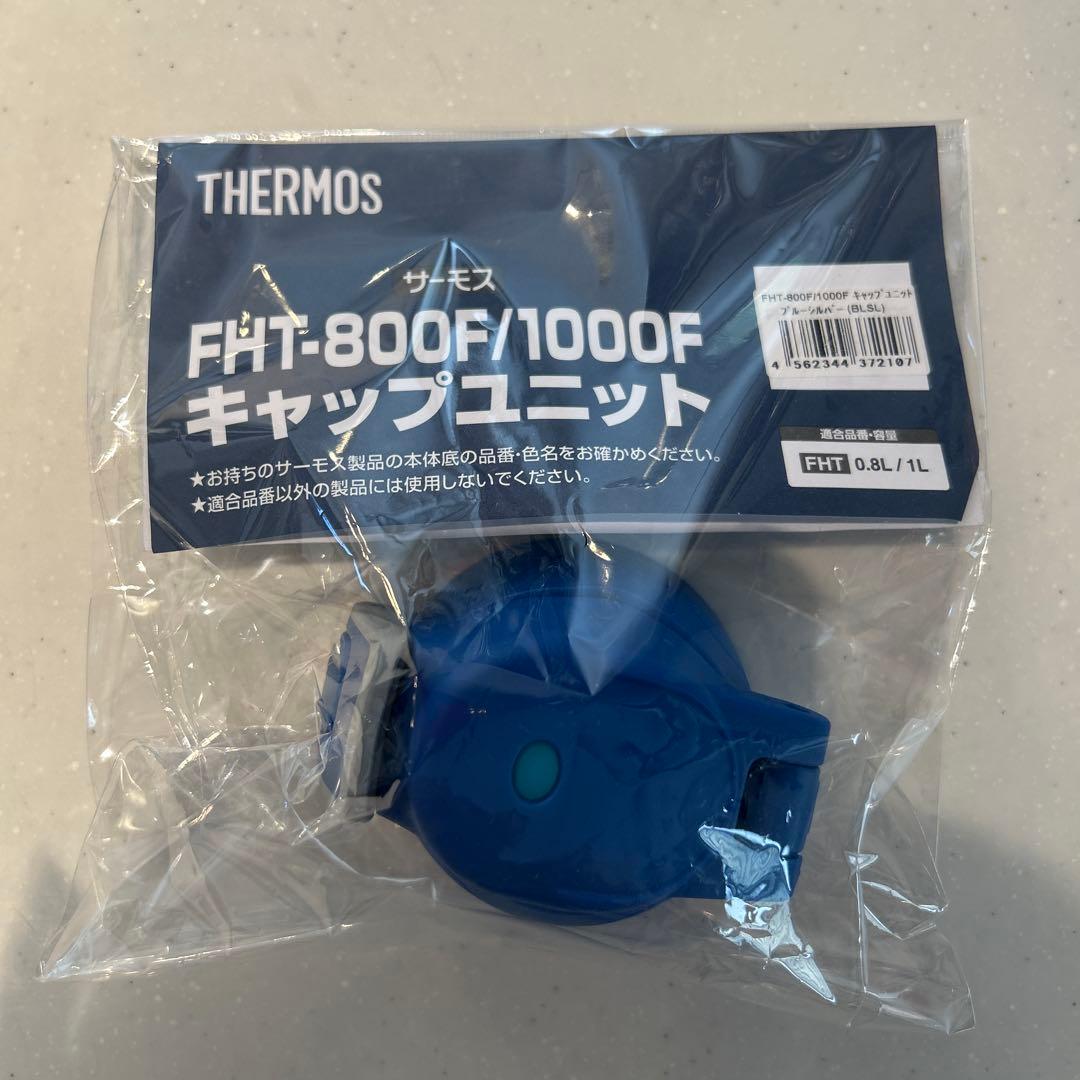 THERMOS
サーモス
FHT-800F/1000F
キャップユニット
★お持ちのサーモス製品の本体底の品番・色名をお確かめください。
★適合品番以外の製品には使用しないでください。
FHT-800F/1000F キャップユニット
ブルーシルバー (BLSL)
4 562344 372107
適合品番・容量
FHT 0.8L / 1L